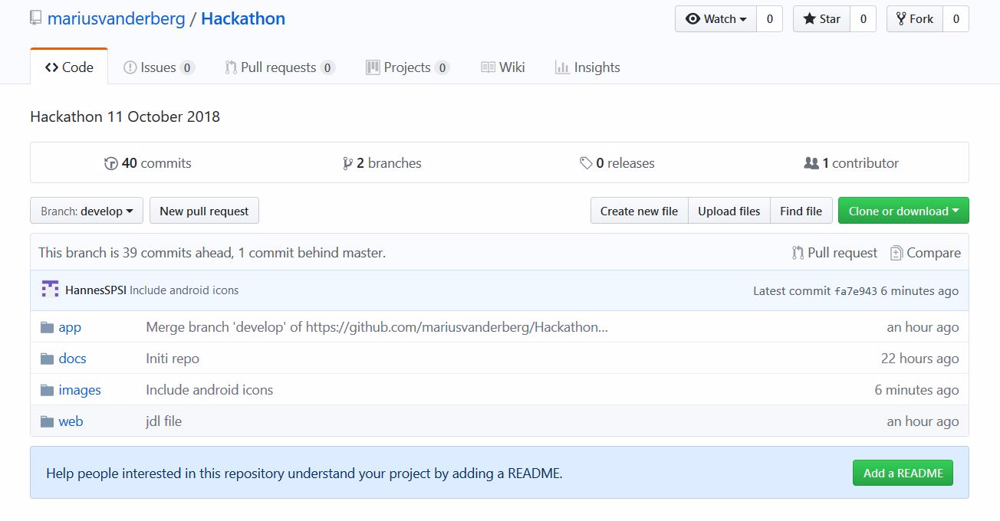 mariusvanderberg / Hackathon
Watch 0 Star 0 Fork 0
Code Issues 0 Pull requests 0 Projects 0 Wiki Insights
Hackathon 11 October 2018
40 commits 2 branches 0 releases 1 contributor
Branch: develop New pull request Create new file Upload files Find file Clone or download
This branch is 39 commits ahead, 1 commit behind master. Pull request Compare
HannesSPSI Include android icons Latest commit fa7e943 6 minutes ago
app Merge branch 'develop' of https://github.com/mariusvanderberg/Hackathon... an hour ago
docs Initi repo 22 hours ago
images Include android icons 6 minutes ago
web jdl file an hour ago
Help people interested in this repository understand your project by adding a README. Add a README